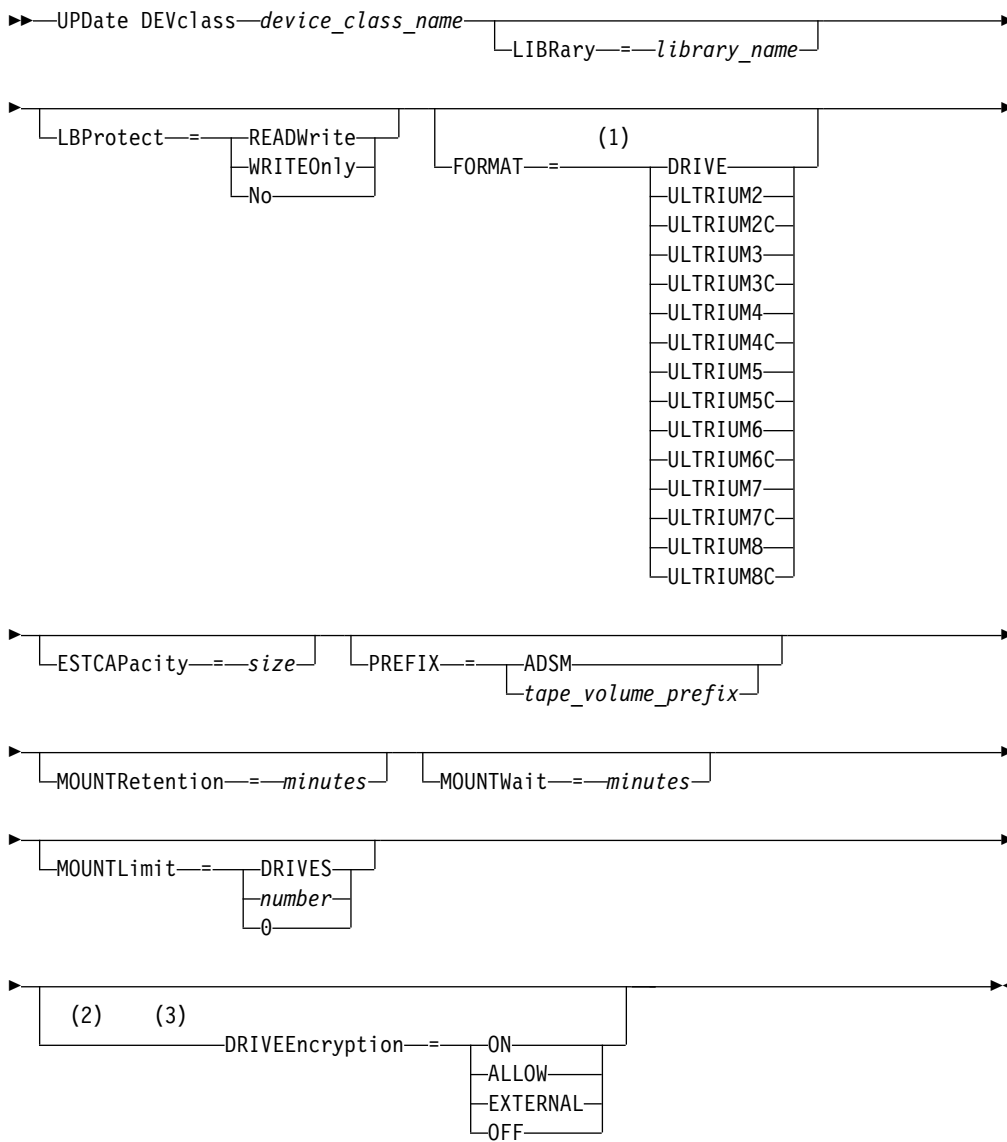 UPDate DEVclass device_class_name
LIBRary = library_name
LBProtect = READWrite
WRITEOnly
No
(1)
FORMAT = DRIVE
ULTRIUM2
ULTRIUM2C
ULTRIUM3
ULTRIUM3C
ULTRIUM4
ULTRIUM4C
ULTRIUM5
ULTRIUM5C
ULTRIUM6
ULTRIUM6C
ULTRIUM7
ULTRIUM7C
ULTRIUM8
ULTRIUM8C
ESTCAPacity = size
PREFIX = ADSM
tape_volume_prefix
MOUNTRetention = minutes
MOUNTWait = minutes
MOUNTLimit = DRIVES
number
0
(2) (3)
DRIVEEncryption = ON
ALLOW
EXTERNAL
OFF